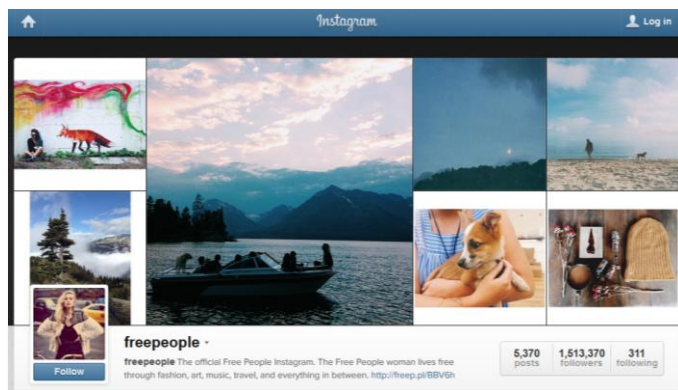 Instagram
Log in
freepeople
freepeople The official Free People Instagram. The Free People woman lives free
through fashion, art, music, travel, and everything in between. http://freep.pl/BBV6h
Follow
5,370 1,513,370 311
posts followers following